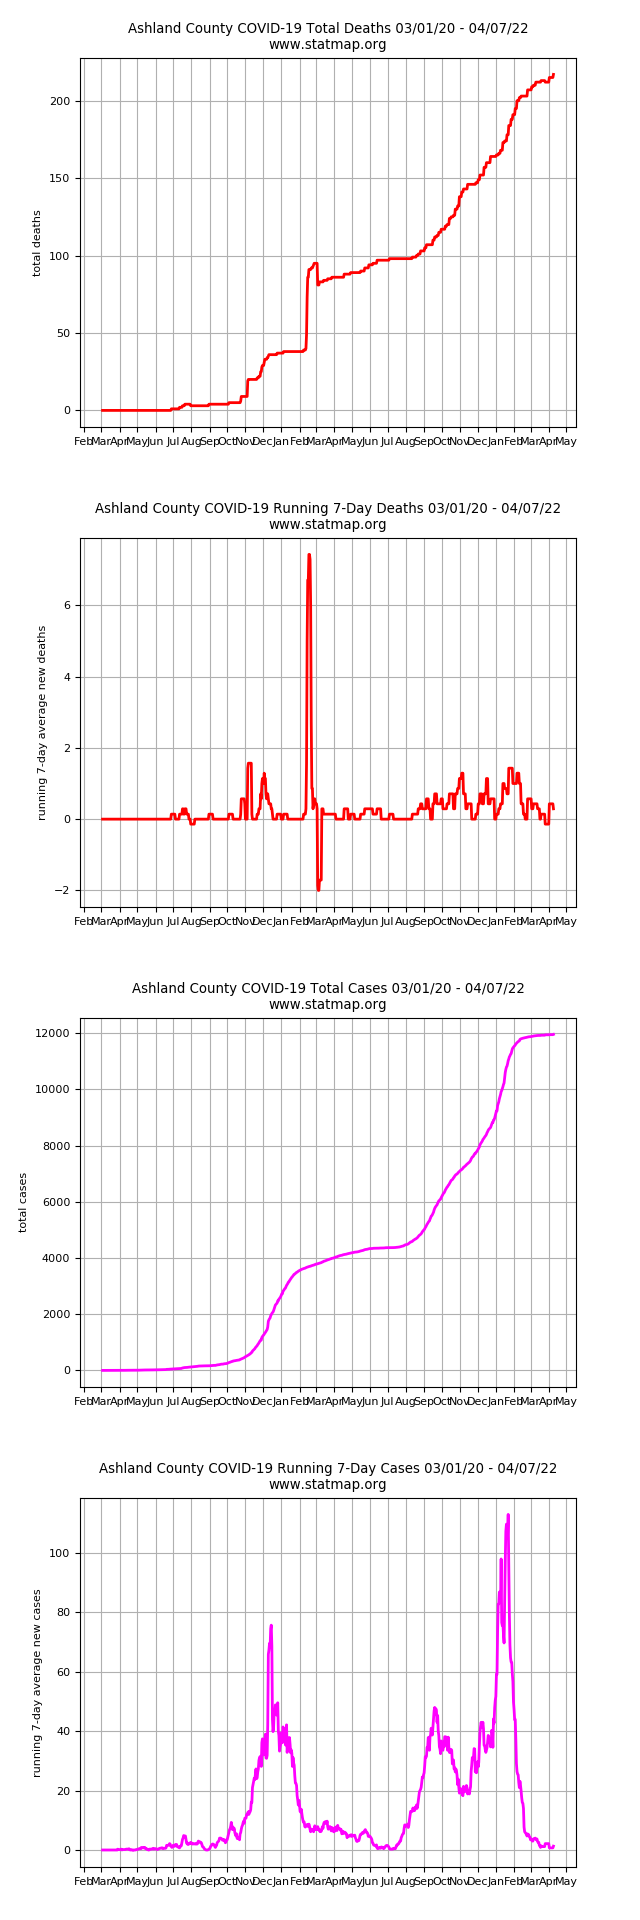 Ashland County COVID-19 Total Deaths 03/01/20 - 04/07/22
www.statmap.org
total deaths
200
150
100
50
0
Feb Mar Apr May Jun Jul Aug Sep Oct Nov Dec Jan Feb Mar Apr May Jun Jul Aug Sep Oct Nov Dec Jan Feb Mar Apr May
Ashland County COVID-19 Running 7-Day Deaths 03/01/20 - 04/07/22
www.statmap.org
running 7-day average new deaths
6
4
2
0
−2
Feb Mar Apr May Jun Jul Aug Sep Oct Nov Dec Jan Feb Mar Apr May Jun Jul Aug Sep Oct Nov Dec Jan Feb Mar Apr May
Ashland County COVID-19 Total Cases 03/01/20 - 04/07/22
www.statmap.org
total cases
12000
10000
8000
6000
4000
2000
0
Feb Mar Apr May Jun Jul Aug Sep Oct Nov Dec Jan Feb Mar Apr May Jun Jul Aug Sep Oct Nov Dec Jan Feb Mar Apr May
Ashland County COVID-19 Running 7-Day Cases 03/01/20 - 04/07/22
www.statmap.org
running 7-day average new cases
100
80
60
40
20
0
Feb Mar Apr May Jun Jul Aug Sep Oct Nov Dec Jan Feb Mar Apr May Jun Jul Aug Sep Oct Nov Dec Jan Feb Mar Apr May